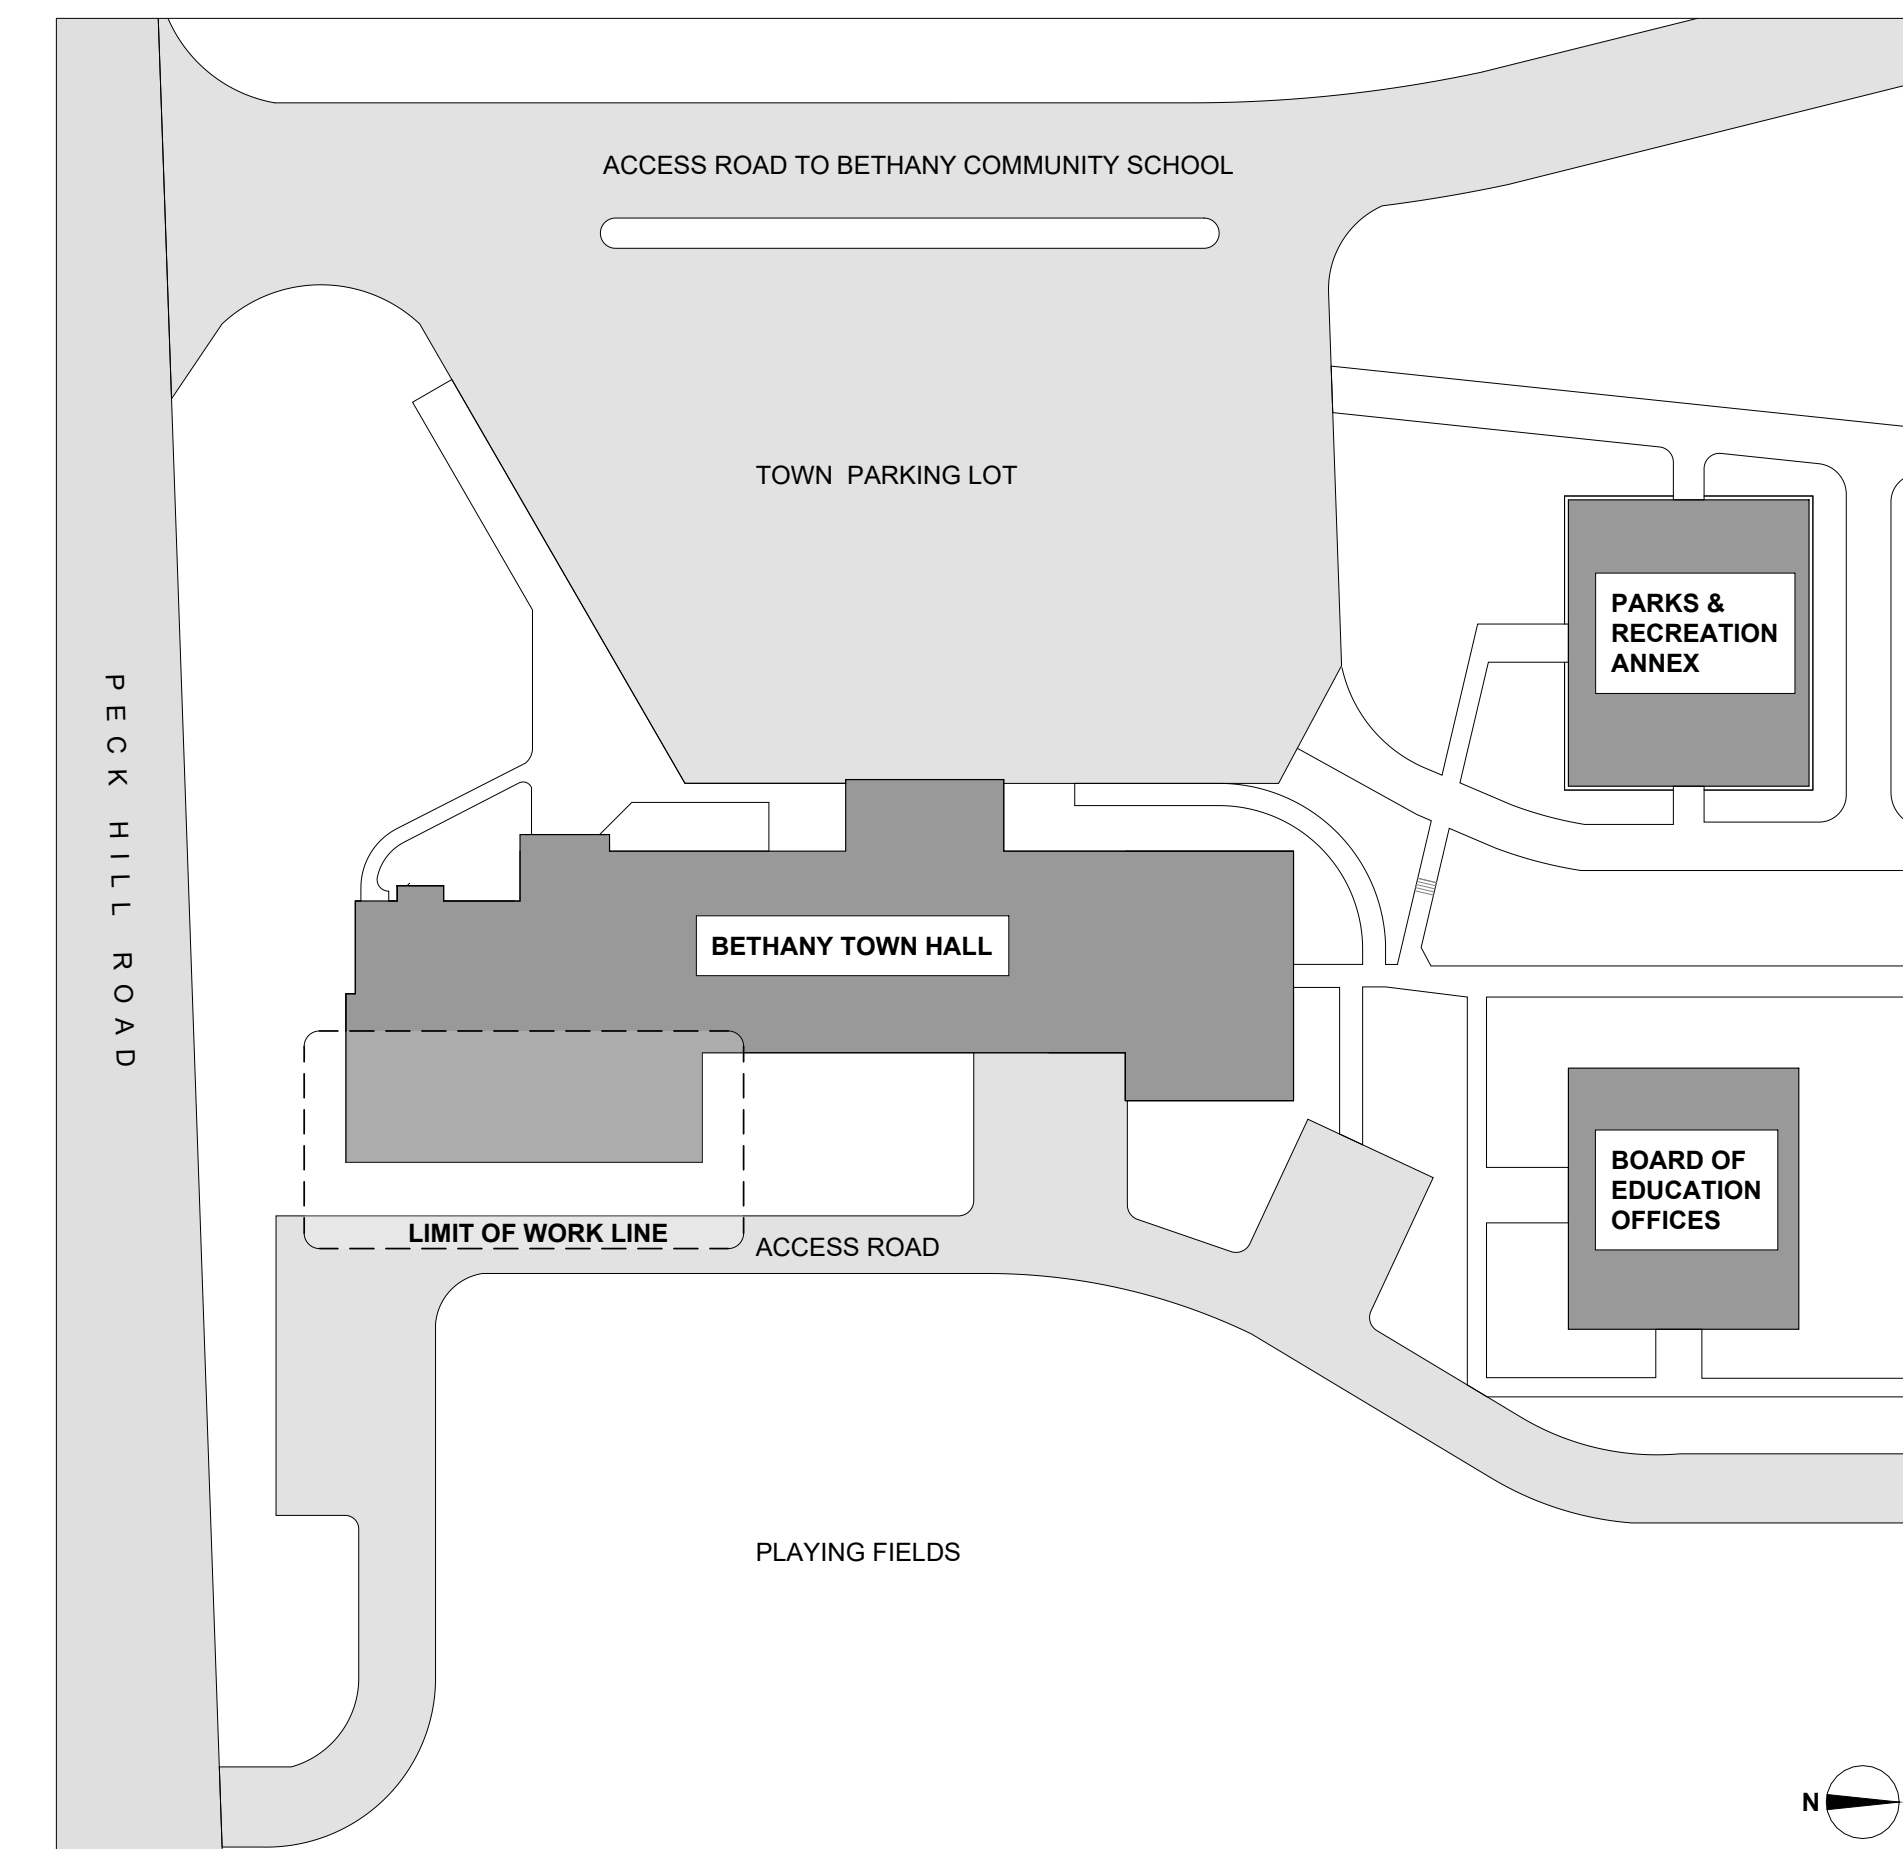 ACCESS ROAD TO BETHANY COMMUNITY SCHOOL
TOWN  PARKING LOT
PARKS &
RECREATION
ANNEX
PECK HILL ROAD
BETHANY TOWN HALL
BOARD OF
EDUCATION
OFFICES
LIMIT OF WORK LINE
ACCESS ROAD
PLAYING FIELDS
N